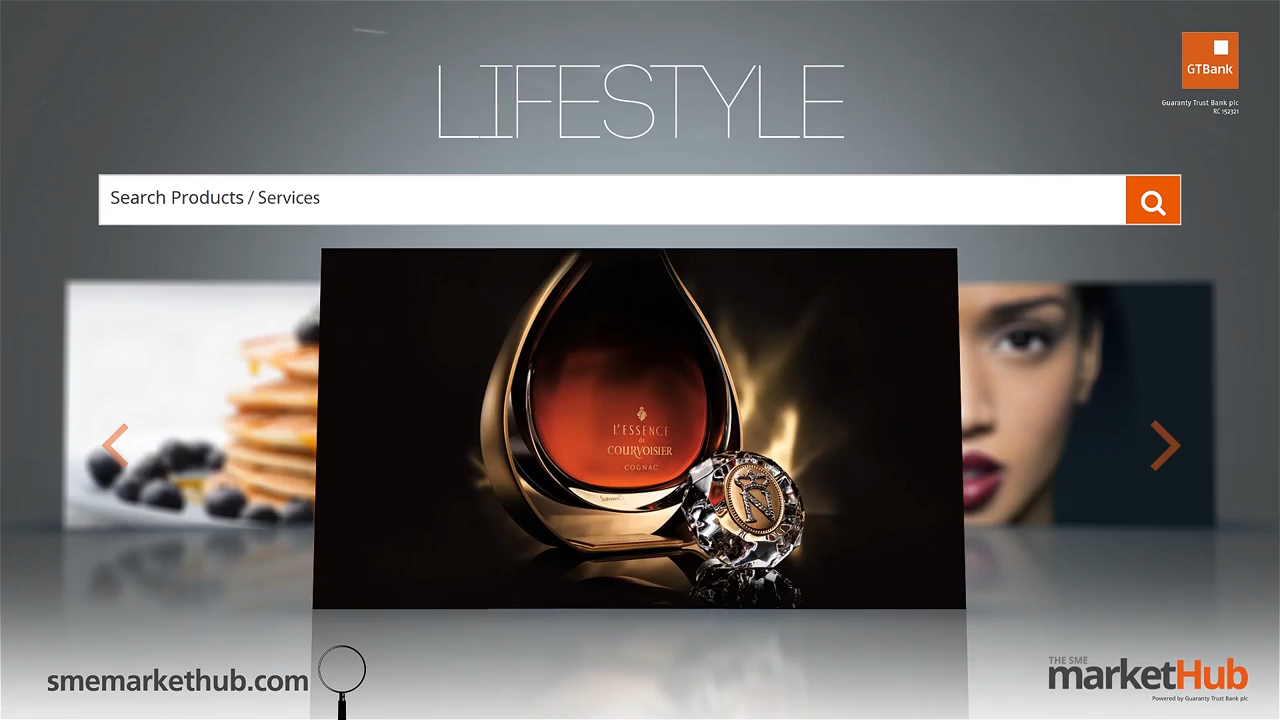 LIFESTYLE
GTBank
Guaranty Trust Bank plc
RC 152321
Search Products / Services
L'ESSENCE
de
COURVOISIER
COGNAC
smemarkethub.com
THE SME
marketHub
Powered by Guaranty Trust Bank plc